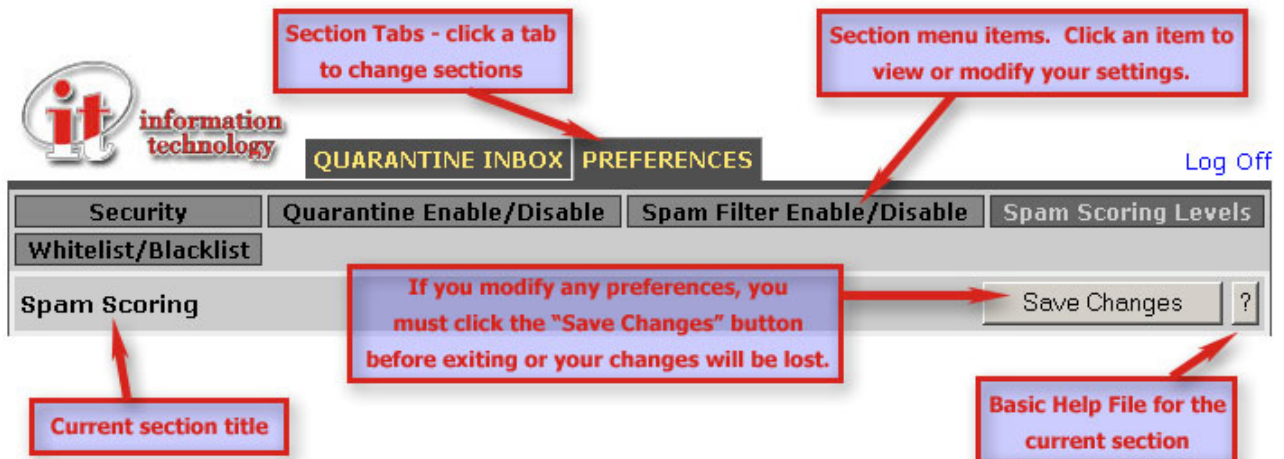 Section Tabs - click a tab
to change sections
Section menu items.  Click an item to
view or modify your settings.
it information
technology
QUARANTINE INBOX PREFERENCES Log Off
Security Quarantine Enable/Disable Spam Filter Enable/Disable Spam Scoring Levels
Whitelist/Blacklist
Spam Scoring
If you modify any preferences, you
must click the “Save Changes” button
before exiting or your changes will be lost.
Save Changes ?
Current section title
Basic Help File for the
current section